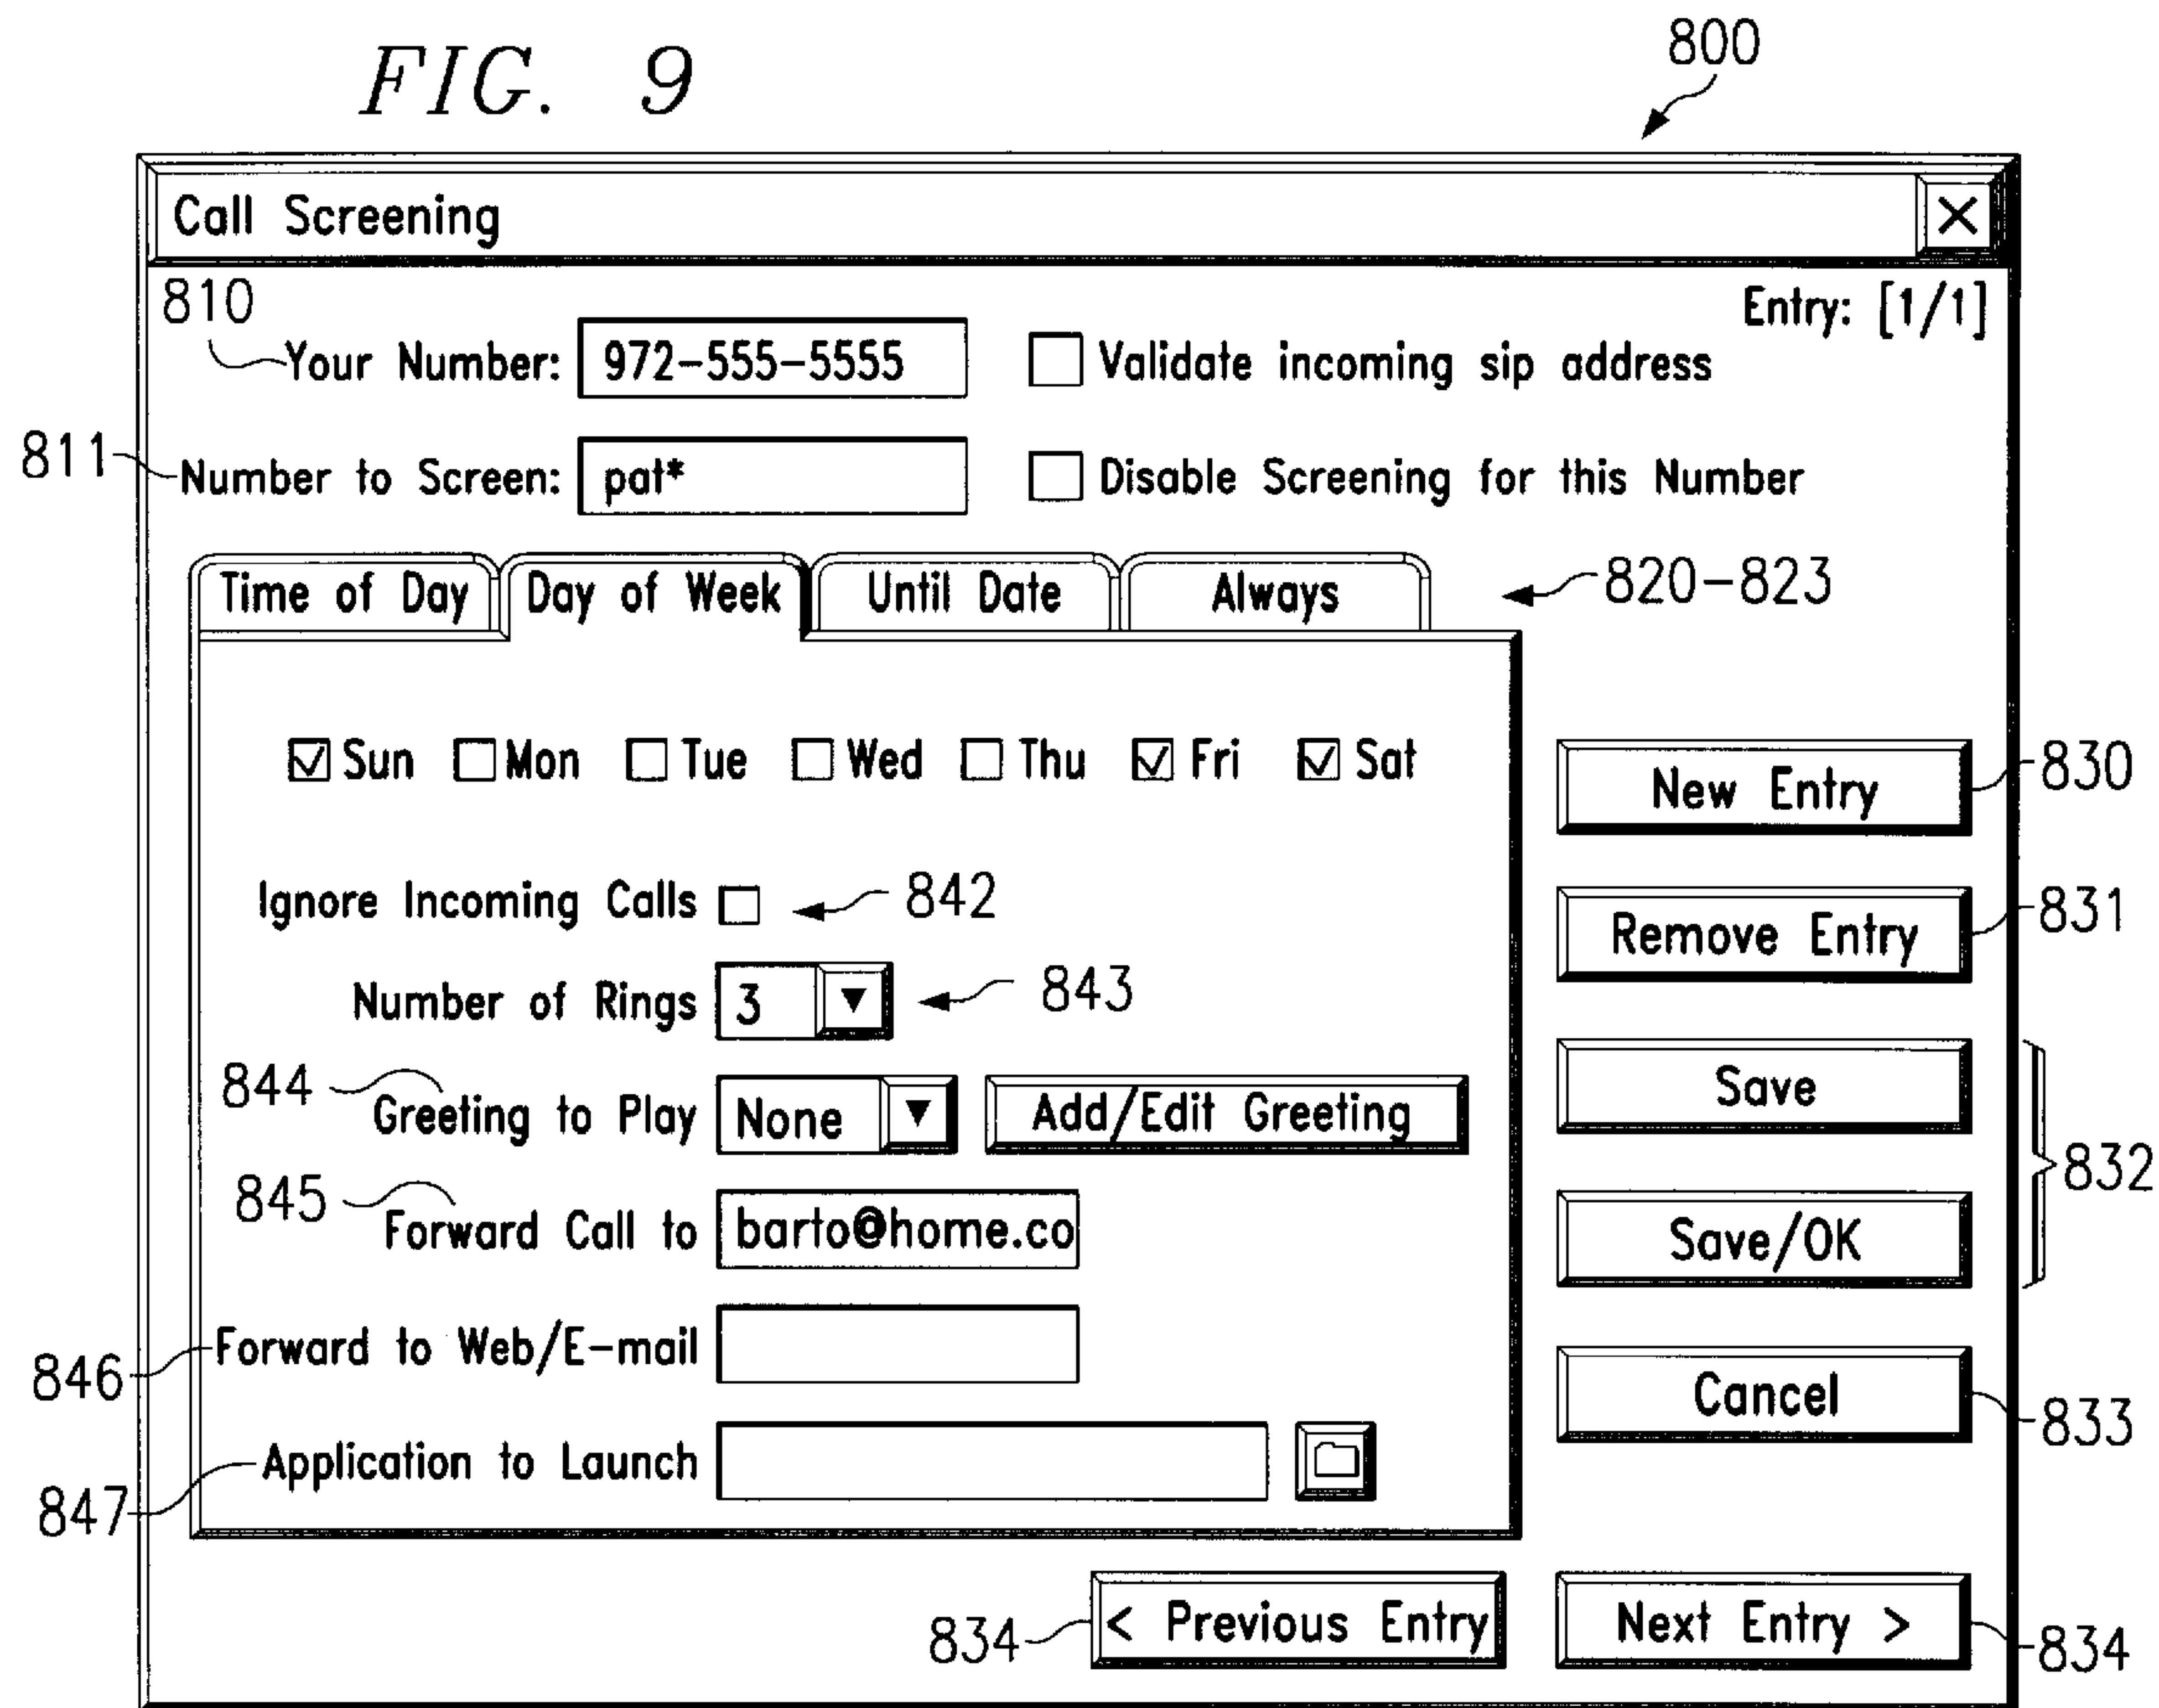 FIG. 9
800
Call Screening
810
Entry: [1/1]
Your Number: 972-555-5555 Validate incoming sip address
811 Number to Screen: pat* Disable Screening for this Number
Time of Day Day of Week Until Date Always 820-823
Sun Mon Tue Wed Thu Fri Sat
New Entry 830
Ignore Incoming Calls 842
Remove Entry 831
Number of Rings 3 843
844 Greeting to Play None Add/Edit Greeting
Save
832
845 Forward Call to barto@home.co
Save/OK
846 Forward to Web/E-mail
Cancel 833
847 Application to Launch
834 < Previous Entry Next Entry > 834